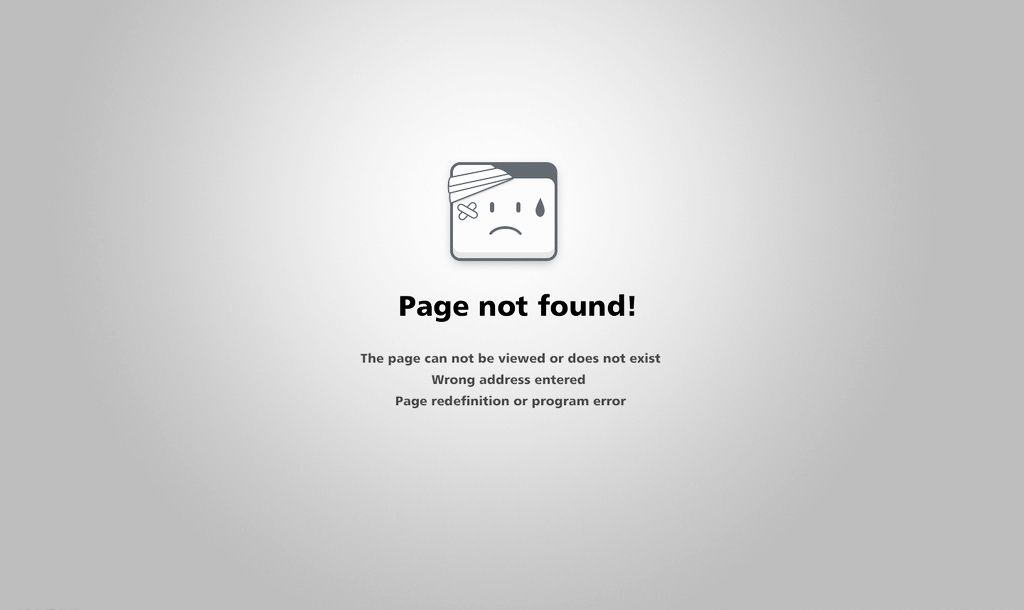 Page not found!
The page can not be viewed or does not exist
Wrong address entered
Page redefinition or program error